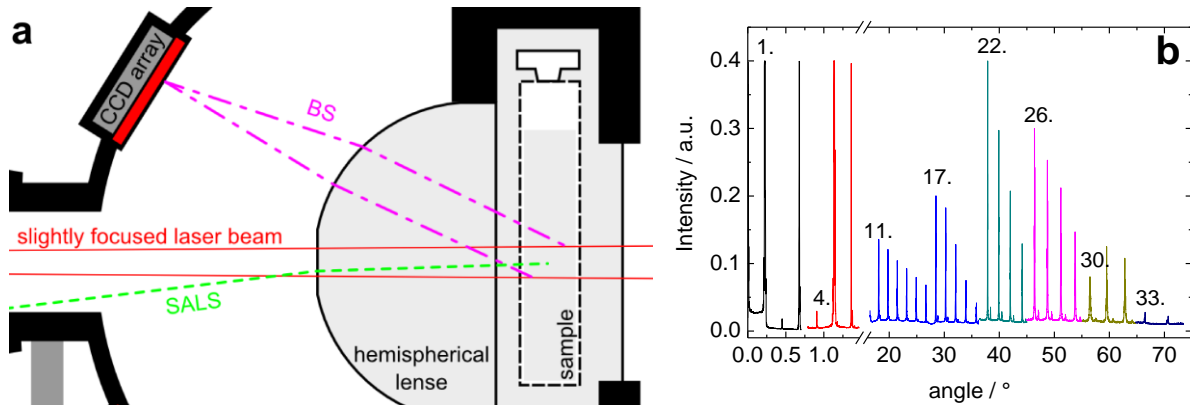 a
CCD array
BS
slightly focused laser beam
SALS
hemispherical
lense
sample
b
Intensity / a.u.
0.4
0.3
0.2
0.1
0.0
1.
4.
11.
17.
22.
26.
30.
33.
0.0 0.5 1.0 20 30 40 50 60 70
angle / °